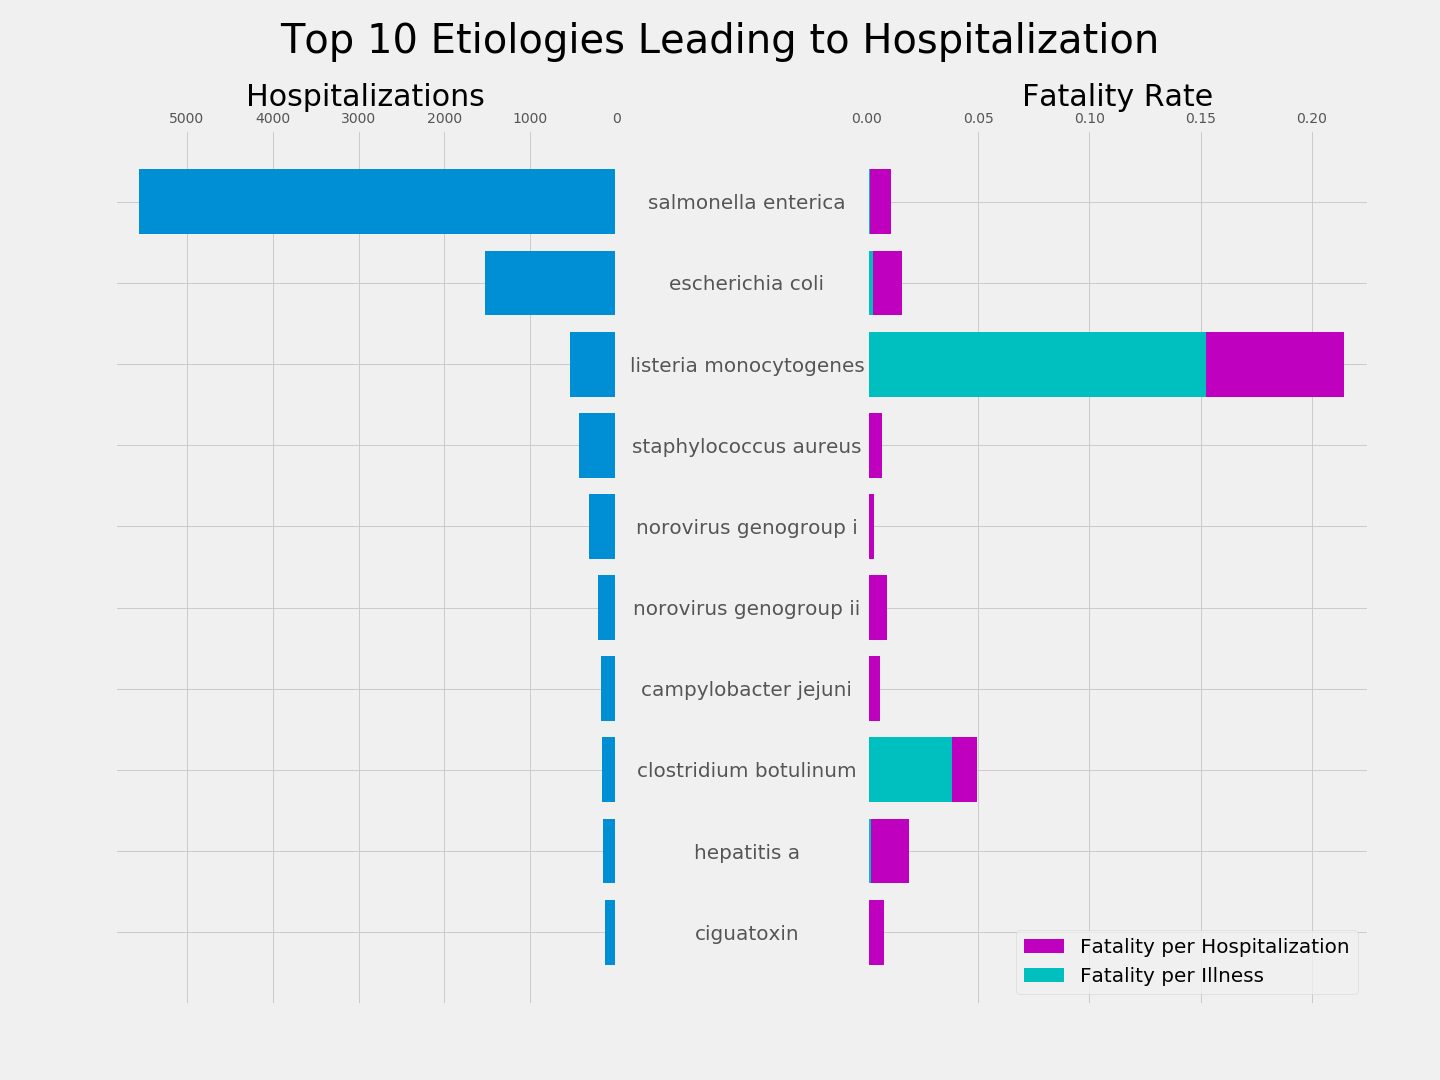 Top 10 Etiologies Leading to Hospitalization
Hospitalizations
Fatality Rate
5000 4000 3000 2000 1000 0
0.00 0.05 0.10 0.15 0.20
salmonella enterica
escherichia coli
listeria monocytogenes
staphylococcus aureus
norovirus genogroup i
norovirus genogroup ii
campylobacter jejuni
clostridium botulinum
hepatitis a
ciguatoxin
Fatality per Hospitalization
Fatality per Illness